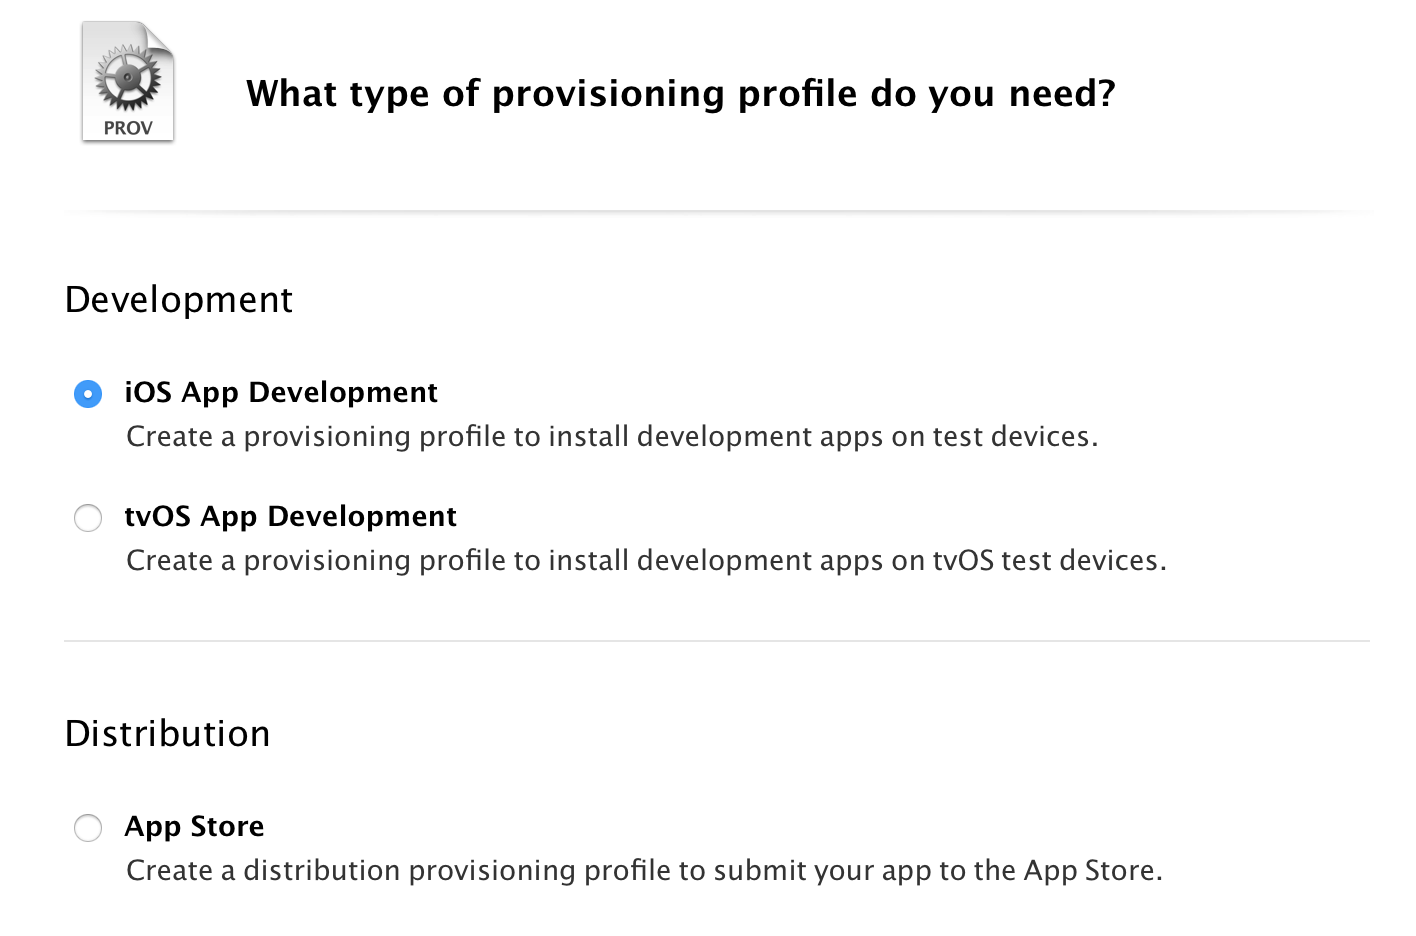 PROV
What type of provisioning profile do you need?
Development
iOS App Development
Create a provisioning profile to install development apps on test devices.
tvOS App Development
Create a provisioning profile to install development apps on tvOS test devices.
Distribution
App Store
Create a distribution provisioning profile to submit your app to the App Store.